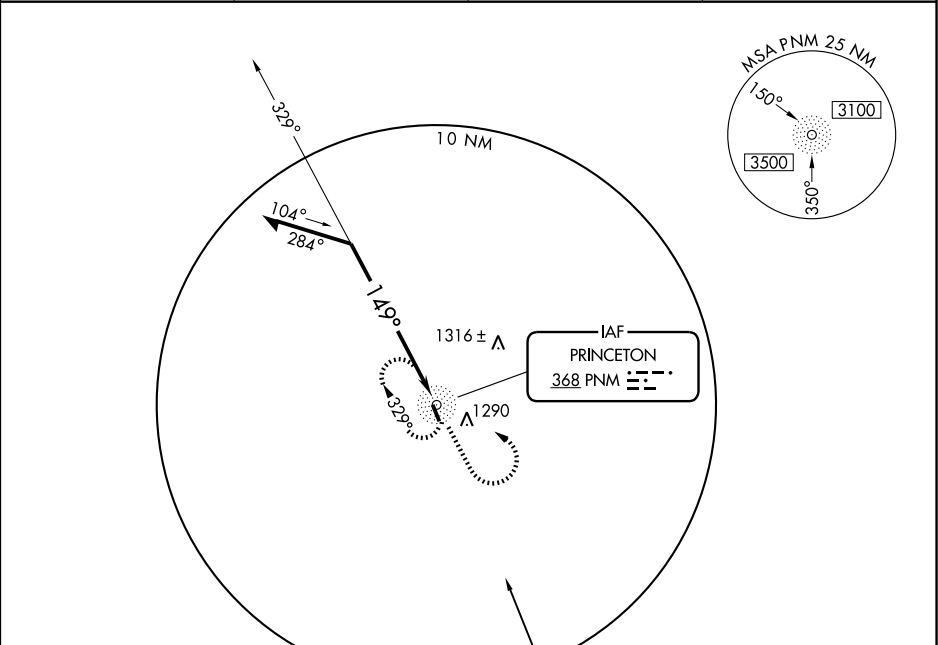 MSA PNM 25 NM
150°
3100
3500
350°
329°
10 NM
104°
284°
149°
1316 ±
IAF
PRINCETON
368 PNM
329°
1290